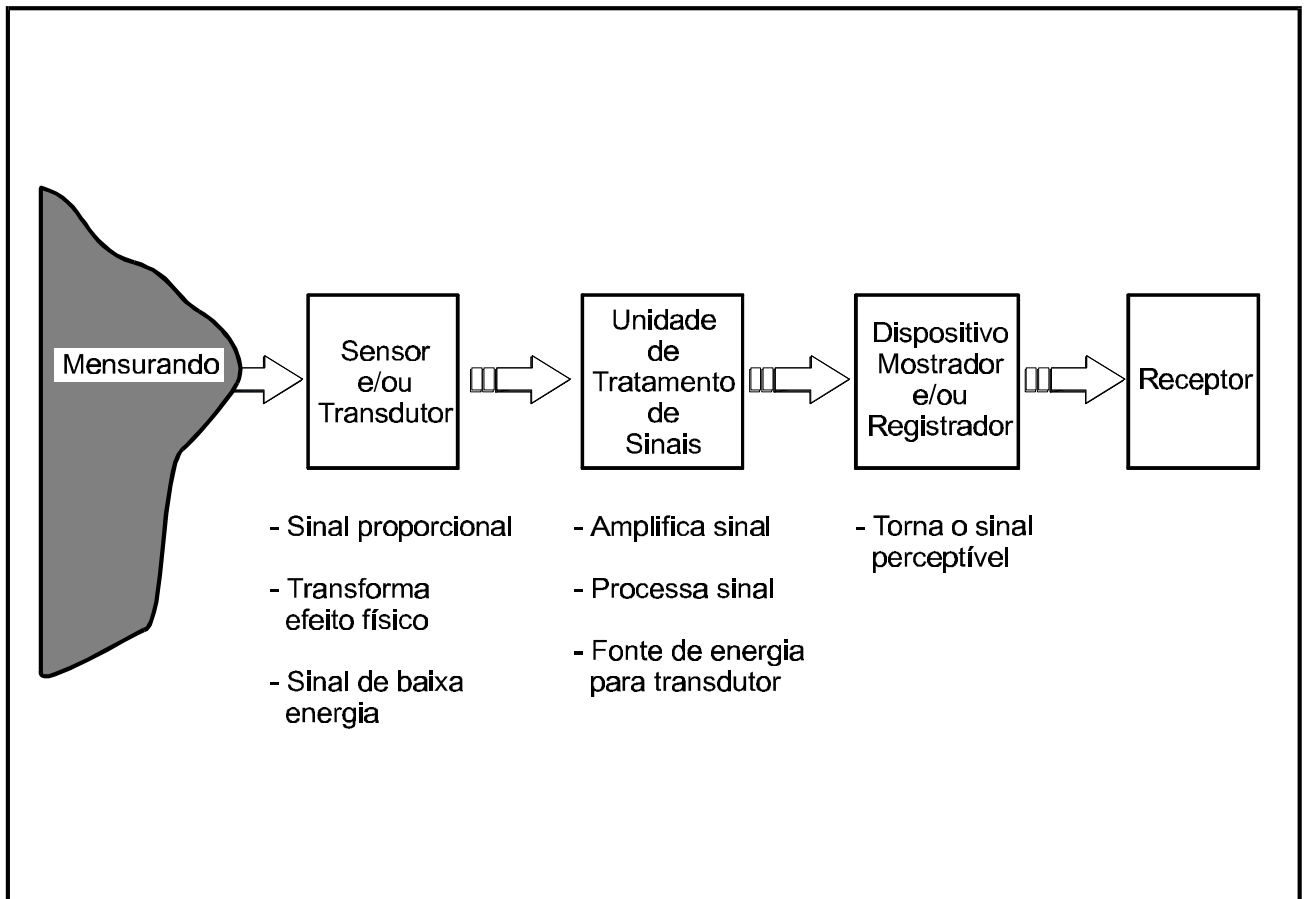 Mensurando
Sensor
e/ou
Transdutor
Unidade
de
Tratamento
de
Sinais
Dispositivo
Mostrador
e/ou
Registrador
Receptor
- Sinal proporcional
- Transforma
efeito físico
- Sinal de baixa
energia
- Amplifica sinal
- Processa sinal
- Fonte de energia
para transdutor
- Torna o sinal
perceptível